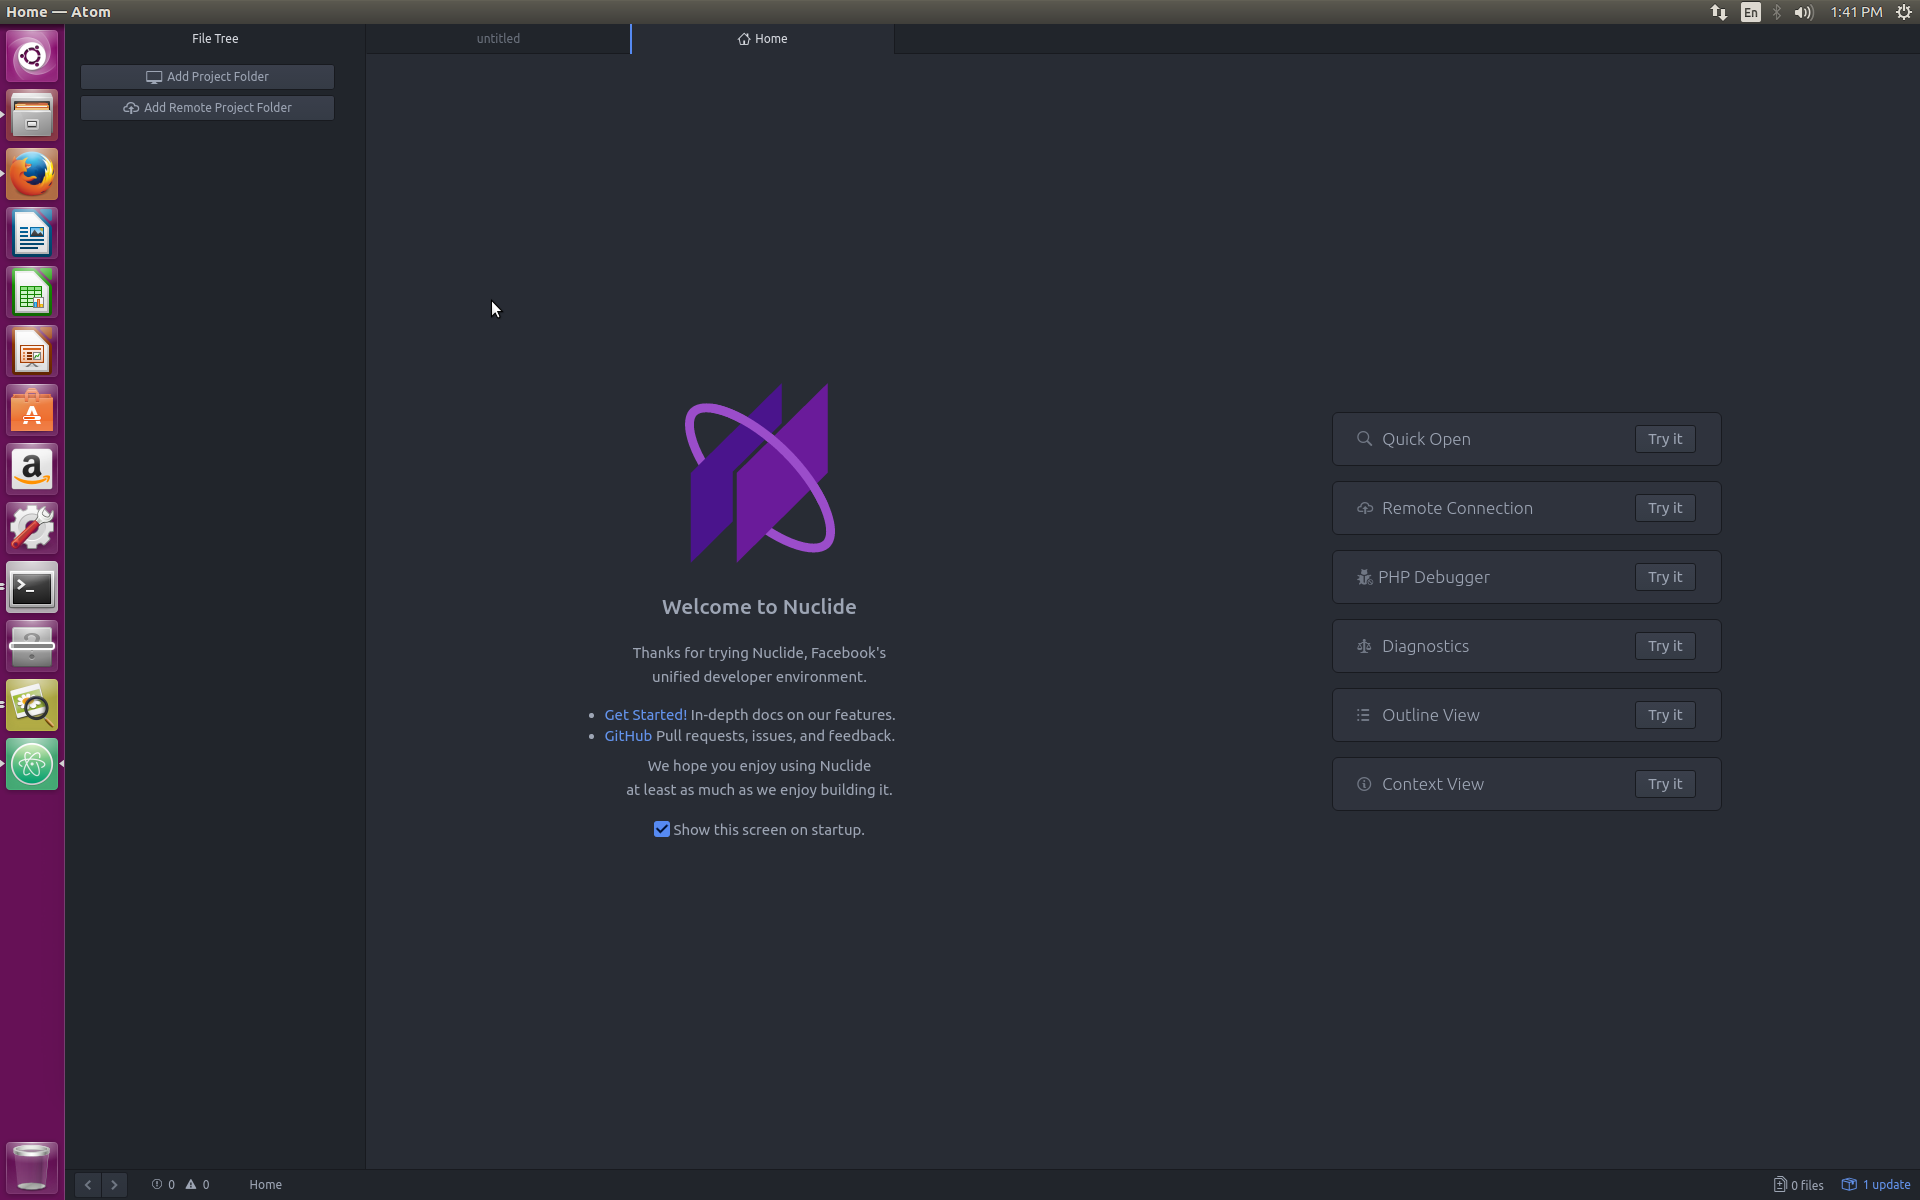 Home — Atom
En
1:41 PM
File Tree
untitled
Home
Add Project Folder
Add Remote Project Folder
Quick Open
Try it
Remote Connection
Try it
PHP Debugger
Try it
Diagnostics
Try it
Outline View
Try it
Context View
Try it
Welcome to Nuclide
Thanks for trying Nuclide, Facebook's
unified developer environment.
Get Started! In-depth docs on our features.
GitHub Pull requests, issues, and feedback.
We hope you enjoy using Nuclide
at least as much as we enjoy building it.
Show this screen on startup.
0
0
Home
0 files
1 update